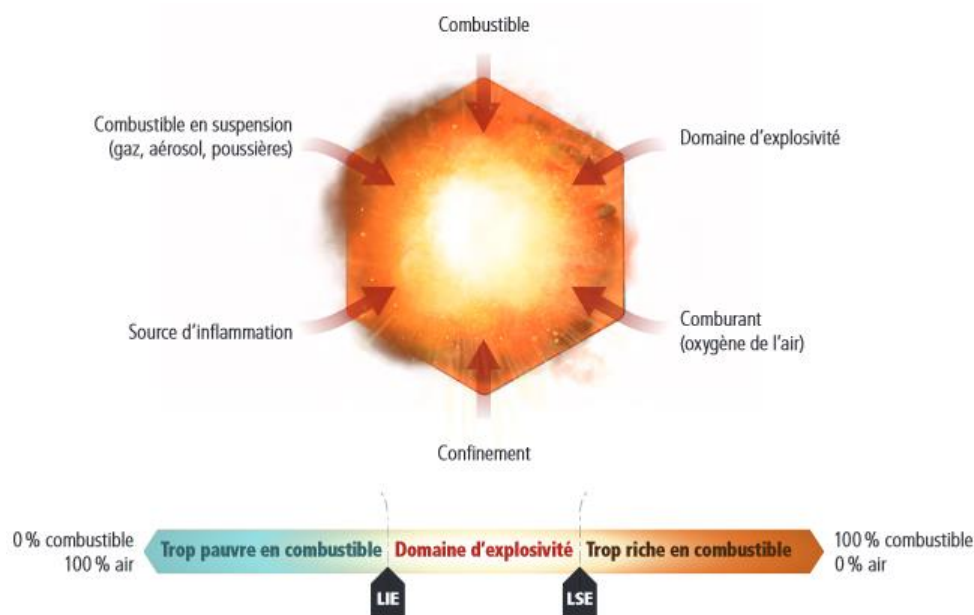 Combustible
Combustible en suspension
(gaz, aérosol, poussières)
Domaine d'explosivité
Source d'inflammation
Comburant
(oxygène de l'air)
Confinement
0 % combustible
100 % air
Trop pauvre en combustible
Domaine d'explosivité
Trop riche en combustible
100 % combustible
0 % air
LIE
LSE